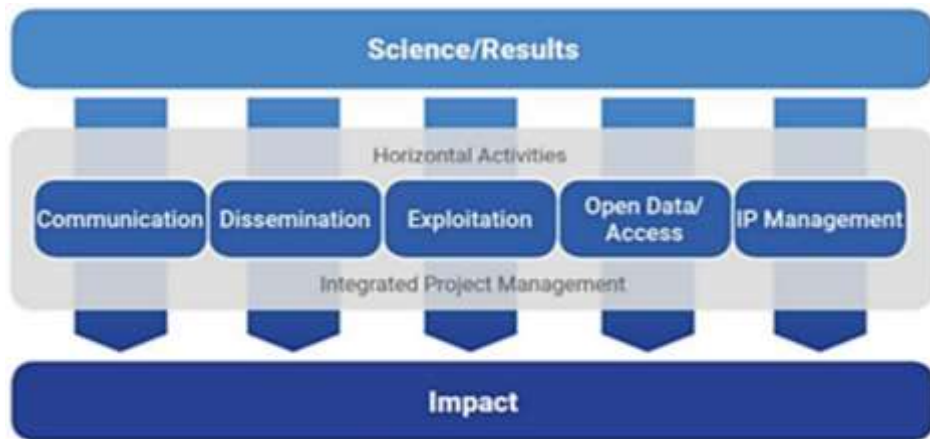 Science/Results
Horizontal Activities
Communication
Dissemination
Exploitation
Open Data/
Access
IP Management
Integrated Project Management
Impact